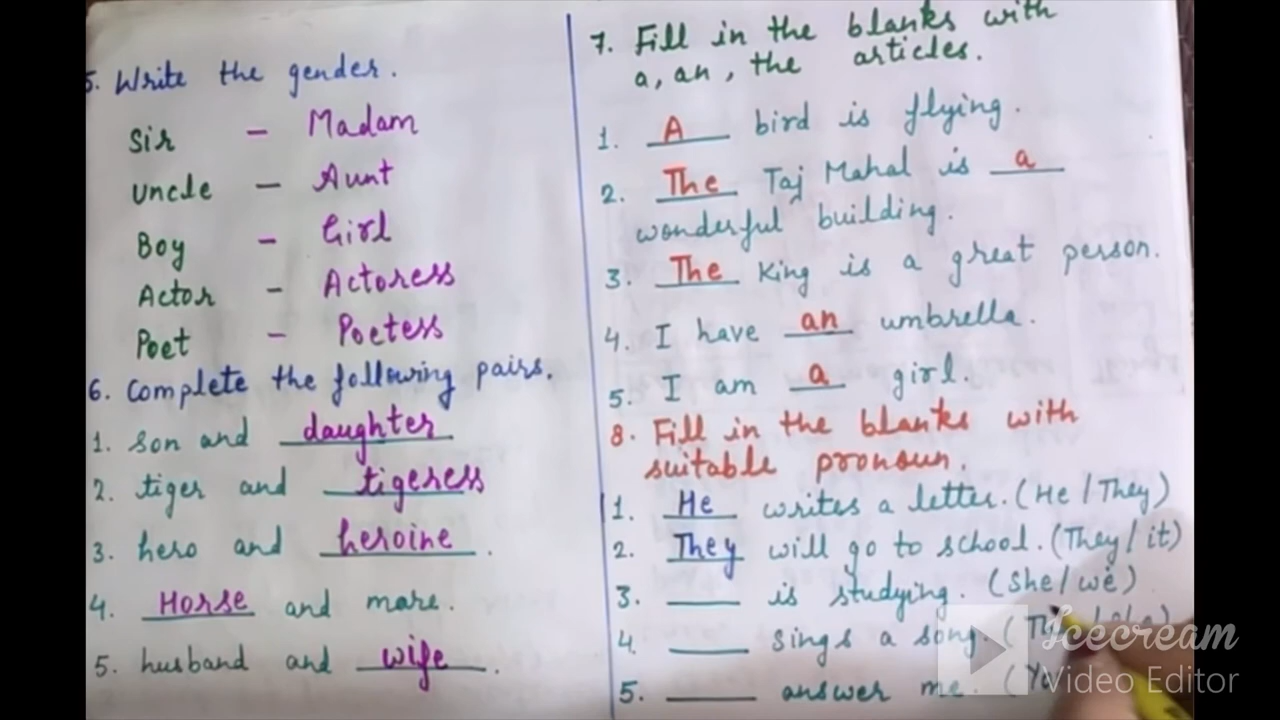 5. Write the gender.
Sir - Madam
Uncle - Aunt
Boy - Girl
Actor - Actoress
Poet - Poetess
6. Complete the following pairs.
1. son and daughter
2. tiger and tigeress
3. hero and heroine.
4. Horse and mare.
5. husband and wife.
7. Fill in the blanks with
a, an, the articles.
1. A bird is flying.
2. The Taj Mahal is a
wonderful building.
3. The King is a great person.
4. I have an umbrella.
5. I am a girl.
8. Fill in the blanks with
suitable pronoun.
1. He writes a letter. (He / They)
2. They will go to school. (They / it)
3. ____ is studying. (She / we)
4. ____ sings a song. (
5. ____ answer me. (
Icecream
Video Editor